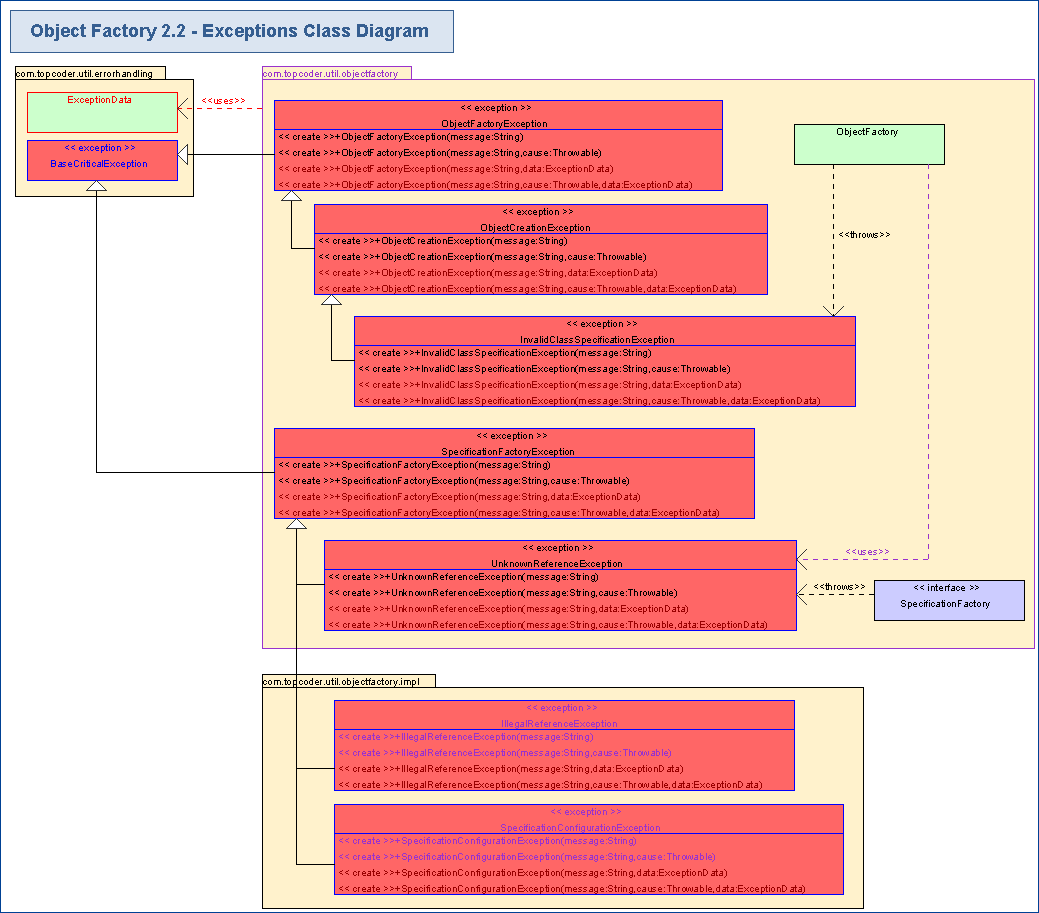 Object Factory 2.2 - Exceptions Class Diagram
com.topcoder.util.errorhandling
ExceptionData
<< exception >>
BaseCriticalException
<<uses>>
com.topcoder.util.objectfactory
<< exception >>
ObjectFactoryException
<< create >>+ObjectFactoryException(message:String)
<< create >>+ObjectFactoryException(message:String,cause:Throwable)
<< create >>+ObjectFactoryException(message:String,data:ExceptionData)
<< create >>+ObjectFactoryException(message:String,cause:Throwable,data:ExceptionData)
ObjectFactory
<<throws>>
<< exception >>
ObjectCreationException
<< create >>+ObjectCreationException(message:String)
<< create >>+ObjectCreationException(message:String,cause:Throwable)
<< create >>+ObjectCreationException(message:String,data:ExceptionData)
<< create >>+ObjectCreationException(message:String,cause:Throwable,data:ExceptionData)
<< exception >>
InvalidClassSpecificationException
<< create >>+InvalidClassSpecificationException(message:String)
<< create >>+InvalidClassSpecificationException(message:String,cause:Throwable)
<< create >>+InvalidClassSpecificationException(message:String,data:ExceptionData)
<< create >>+InvalidClassSpecificationException(message:String,cause:Throwable,data:ExceptionData)
<< exception >>
SpecificationFactoryException
<< create >>+SpecificationFactoryException(message:String)
<< create >>+SpecificationFactoryException(message:String,cause:Throwable)
<< create >>+SpecificationFactoryException(message:String,data:ExceptionData)
<< create >>+SpecificationFactoryException(message:String,cause:Throwable,data:ExceptionData)
<< exception >>
UnknownReferenceException
<< create >>+UnknownReferenceException(message:String)
<< create >>+UnknownReferenceException(message:String,cause:Throwable)
<< create >>+UnknownReferenceException(message:String,data:ExceptionData)
<< create >>+UnknownReferenceException(message:String,cause:Throwable,data:ExceptionData)
<<uses>>
<<throws>>
<< interface >>
SpecificationFactory
com.topcoder.util.objectfactory.impl
<< exception >>
IllegalReferenceException
<< create >>+IllegalReferenceException(message:String)
<< create >>+IllegalReferenceException(message:String,cause:Throwable)
<< create >>+IllegalReferenceException(message:String,data:ExceptionData)
<< create >>+IllegalReferenceException(message:String,cause:Throwable,data:ExceptionData)
<< exception >>
SpecificationConfigurationException
<< create >>+SpecificationConfigurationException(message:String)
<< create >>+SpecificationConfigurationException(message:String,cause:Throwable)
<< create >>+SpecificationConfigurationException(message:String,data:ExceptionData)
<< create >>+SpecificationConfigurationException(message:String,cause:Throwable,data:ExceptionData)